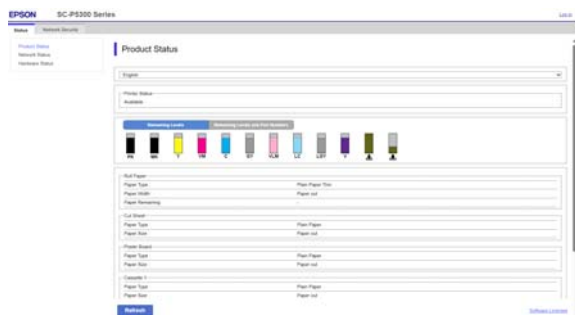 EPSON SC-P5300 Series
Log in
Status Network Security
Product Status
Network Status
Hardware Status
Product Status
English
Printer Status
Available
Remaining Levels Remaining Levels and Part Numbers
PK MK Y VM C GY VLM LC LGY V
Roll Paper
Paper Type Plain Paper Thin
Paper Width Paper out
Paper Remaining -
Cut Sheet
Paper Type Plain Paper
Paper Size Paper out
Poster Board
Paper Type Plain Paper
Paper Size Paper out
Cassette 1
Paper Type Plain Paper
Paper Size Paper out
Refresh
Software Licenses